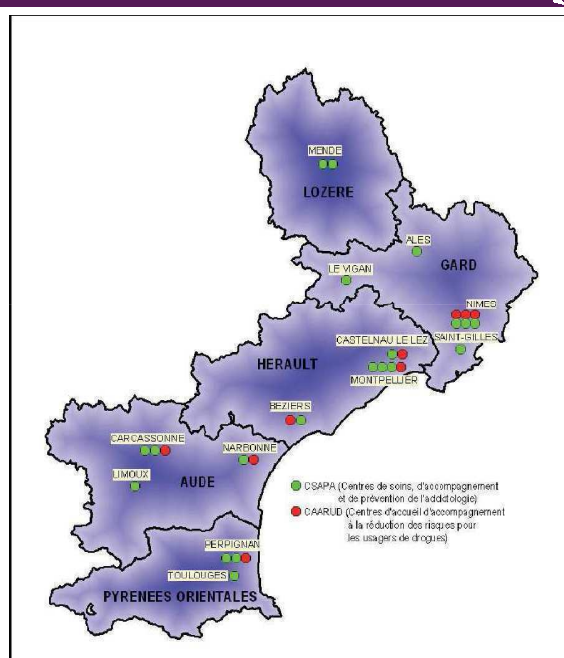 MENDE
LOZERE
ALES
LE VIGAN
GARD
NIMES
SAINT-GILLES
CASTELNAU LE LEZ
HERAULT
MONTPELLIER
BEZIERS
CARCASSONNE
NARBONNE
LIMOUX
AUDE
CSAPA (Centres de soins, d'accompagnement
et de prévention de l'addditologie)
CAARUD (Centres d'accueil d'accompagnement
à la réduction des risques pour
les usagers de drogues)
PERPIGNAN
TOULOUGES
PYRENEES ORIENTALES